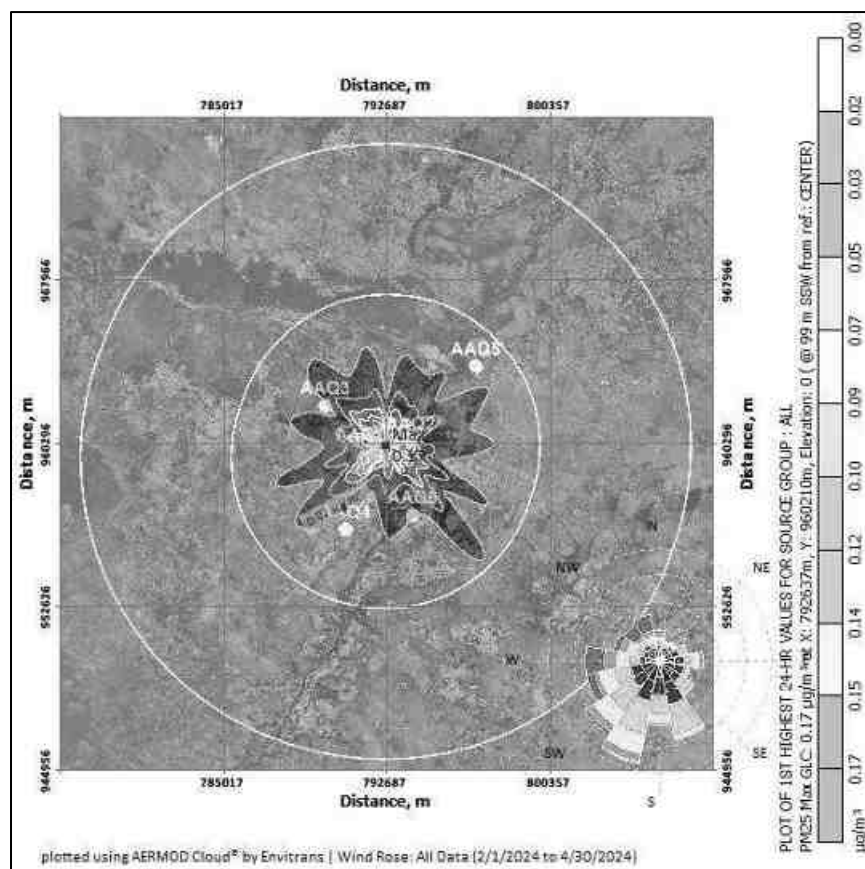 Distance, m
785017 792687 800357
Distance, m
967966
960296
952626
944956
Distance, m
967966
960296
952626
944956
AAQ5
AAQ3
785017 792687 800357
Distance, m
N
NE
NW
W
SW
SE
S
PLOT OF 1ST HIGHEST 24-HR VALUES FOR SOURCE GROUP : ALL
PM25 Max GLC: 0.17 µg/m³ at X: 792637m, Y: 960210m, Elevation: 0 ( @ 99 m SSW from ref.: CENTER)
0.00
0.02
0.03
0.05
0.07
0.09
0.10
0.12
0.14
0.15
0.17
µg/m³
plotted using AERMOD Cloud® by Envitrans | Wind Rose: All Data (2/1/2024 to 4/30/2024)